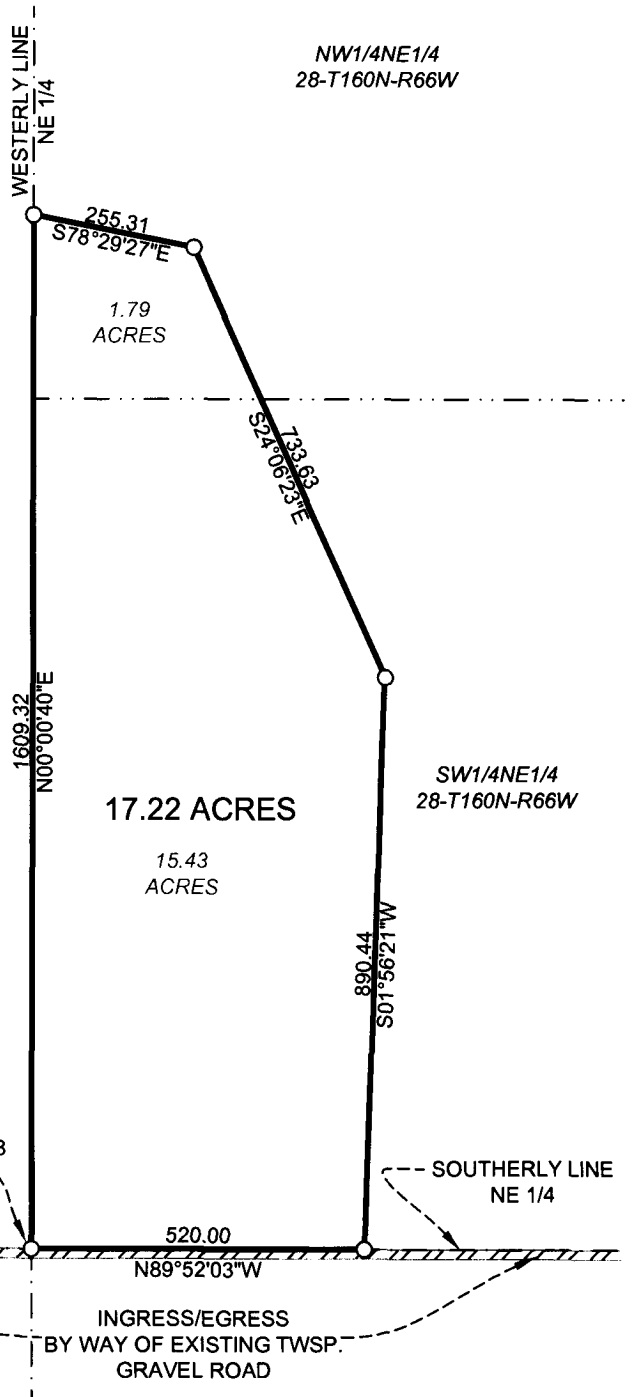 WESTERLY LINE
NE 1/4
NW1/4NE1/4
28-T160N-R66W
255.31
S78°29'27"E
1.79
ACRES
733.63
S24°06'23"E
1609.32
N00°00'40"E
SW1/4NE1/4
28-T160N-R66W
17.22 ACRES
15.43
ACRES
890.44
S01°56'21"W
SOUTHERLY LINE
NE 1/4
520.00
N89°52'03"W
INGRESS/EGRESS
BY WAY OF EXISTING TWSP.
GRAVEL ROAD